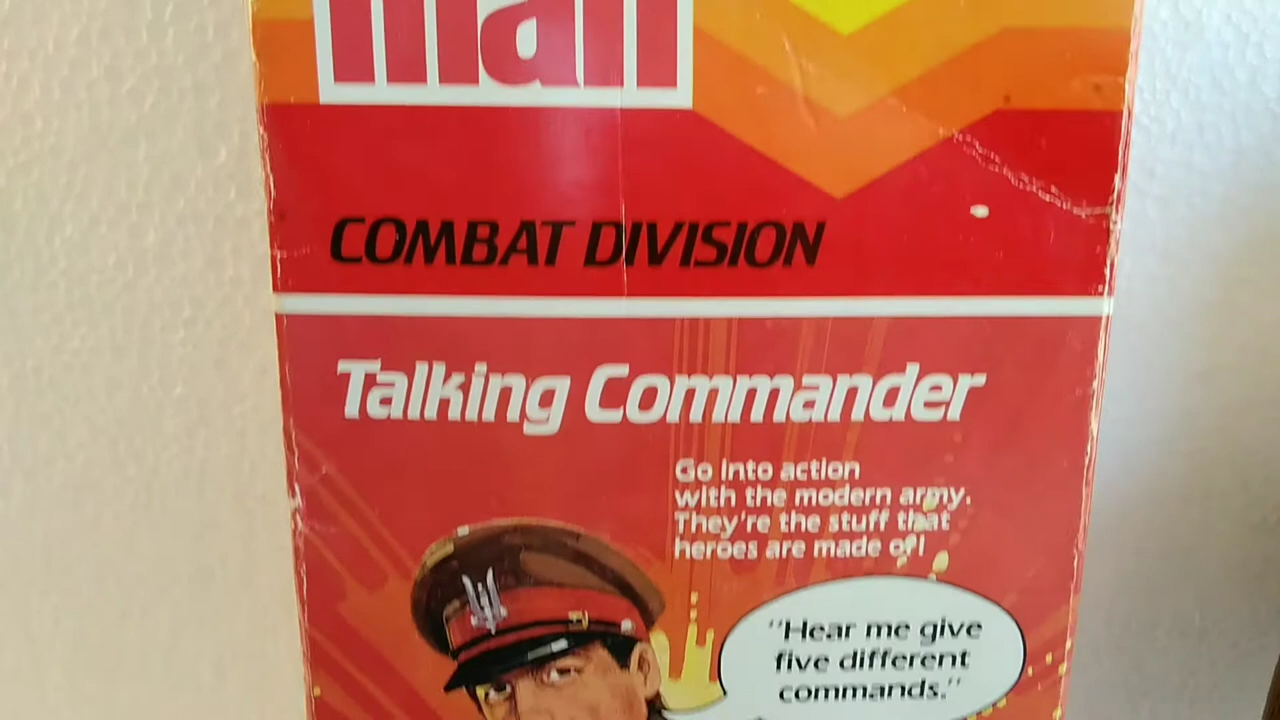 man
COMBAT DIVISION
Talking Commander
Go into action
with the modern army.
They're the stuff that
heroes are made of!
"Hear me give
five different
commands."